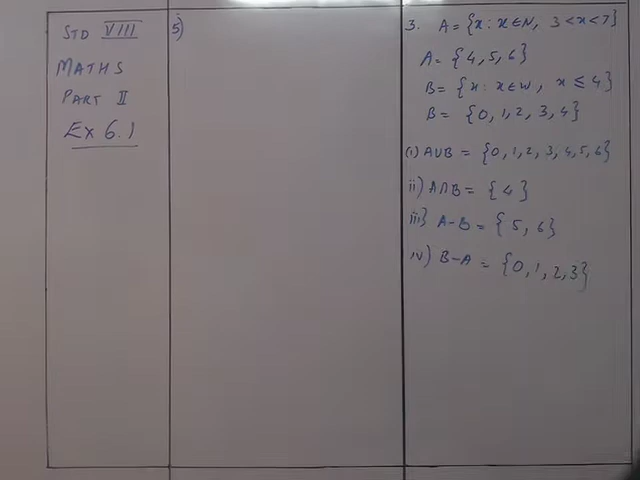 STD VIII
MATHS
PART II
Ex 6.1
5)
3. A = {x : x ∈ N, 3 < x < 7}
A = {4, 5, 6}
B = {x : x ∈ W, x ≤ 4}
B = {0, 1, 2, 3, 4}
(i) A∪B = {0, 1, 2, 3, 4, 5, 6}
ii) A∩B = {4}
iii} A-B = {5, 6}
iv) B-A = {0, 1, 2, 3}